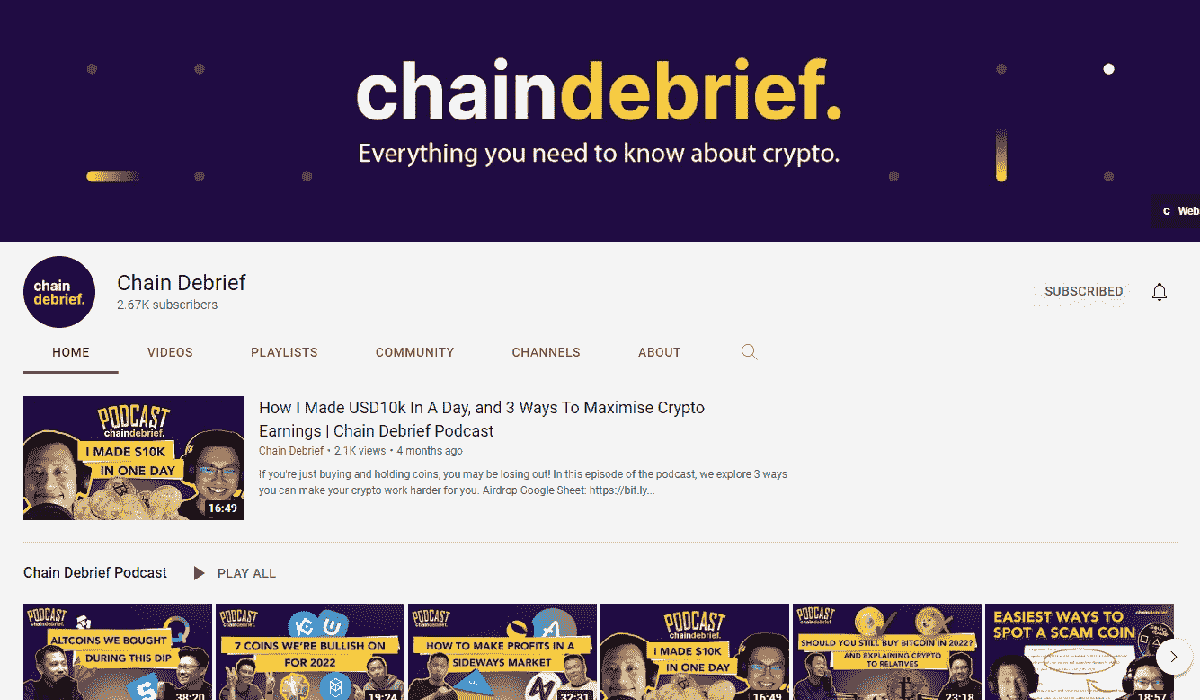 chaindebrief.
Everything you need to know about crypto.
C Web
chain
debrief.
Chain Debrief
2.67K subscribers
SUBSCRIBED
HOME VIDEOS PLAYLISTS COMMUNITY CHANNELS ABOUT
PODCAST
chaindebrief.
I MADE $10K
IN ONE DAY
16:49
How I Made USD10k In A Day, and 3 Ways To Maximise Crypto
Earnings | Chain Debrief Podcast
Chain Debrief • 2.1K views • 4 months ago
If you're just buying and holding coins, you may be losing out! In this episode of the podcast, we explore 3 ways
you can make your crypto work harder for you. Airdrop Google Sheet: https://bit.ly...
Chain Debrief Podcast PLAY ALL
PODCAST
chaindebrief.
ALTCOINS WE BOUGHT
DURING THIS DIP
38:20
PODCAST
chaindebrief.
7 COINS WE'RE BULLISH ON
FOR 2022
19:24
PODCAST
chaindebrief.
HOW TO MAKE PROFITS IN A
SIDEWAYS MARKET
32:31
PODCAST
chaindebrief.
I MADE $10K
IN ONE DAY
16:49
PODCAST
chaindebrief.
SHOULD YOU STILL BUY BITCOIN IN 2022?
AND EXPLAINING CRYPTO
TO RELATIVES
23:18
EASIEST WAYS TO
SPOT A SCAM COIN
chaindebrief.
18:57